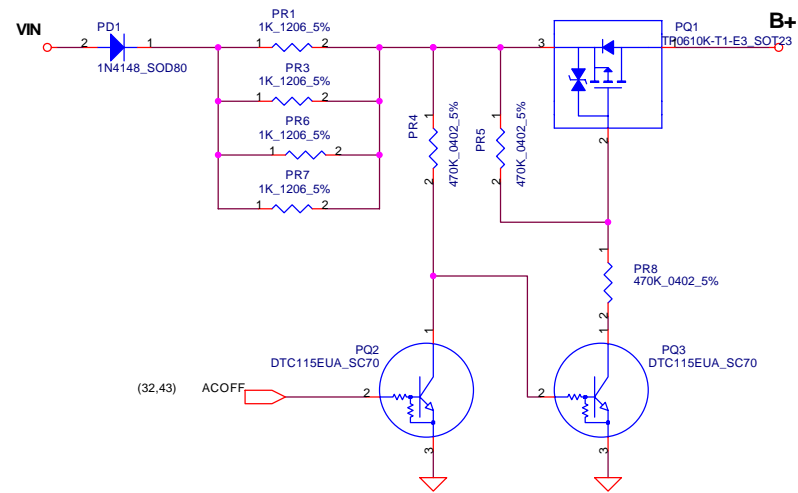 VIN
PD1
2
1
1N4148_SOD80
PR1
1K_1206_5%
1
2
PR3
1K_1206_5%
1
2
PR6
1K_1206_5%
1
2
PR7
1K_1206_5%
1
2
PR4
470K_0402_5%
1
2
PR5
470K_0402_5%
1
2
PQ1
TP0610K-T1-E3_SOT23
B+
3
1
2
PR8
470K_0402_5%
1
2
PQ2
DTC115EUA_SC70
1
2
3
PQ3
DTC115EUA_SC70
1
2
3
(32,43) ACOFF